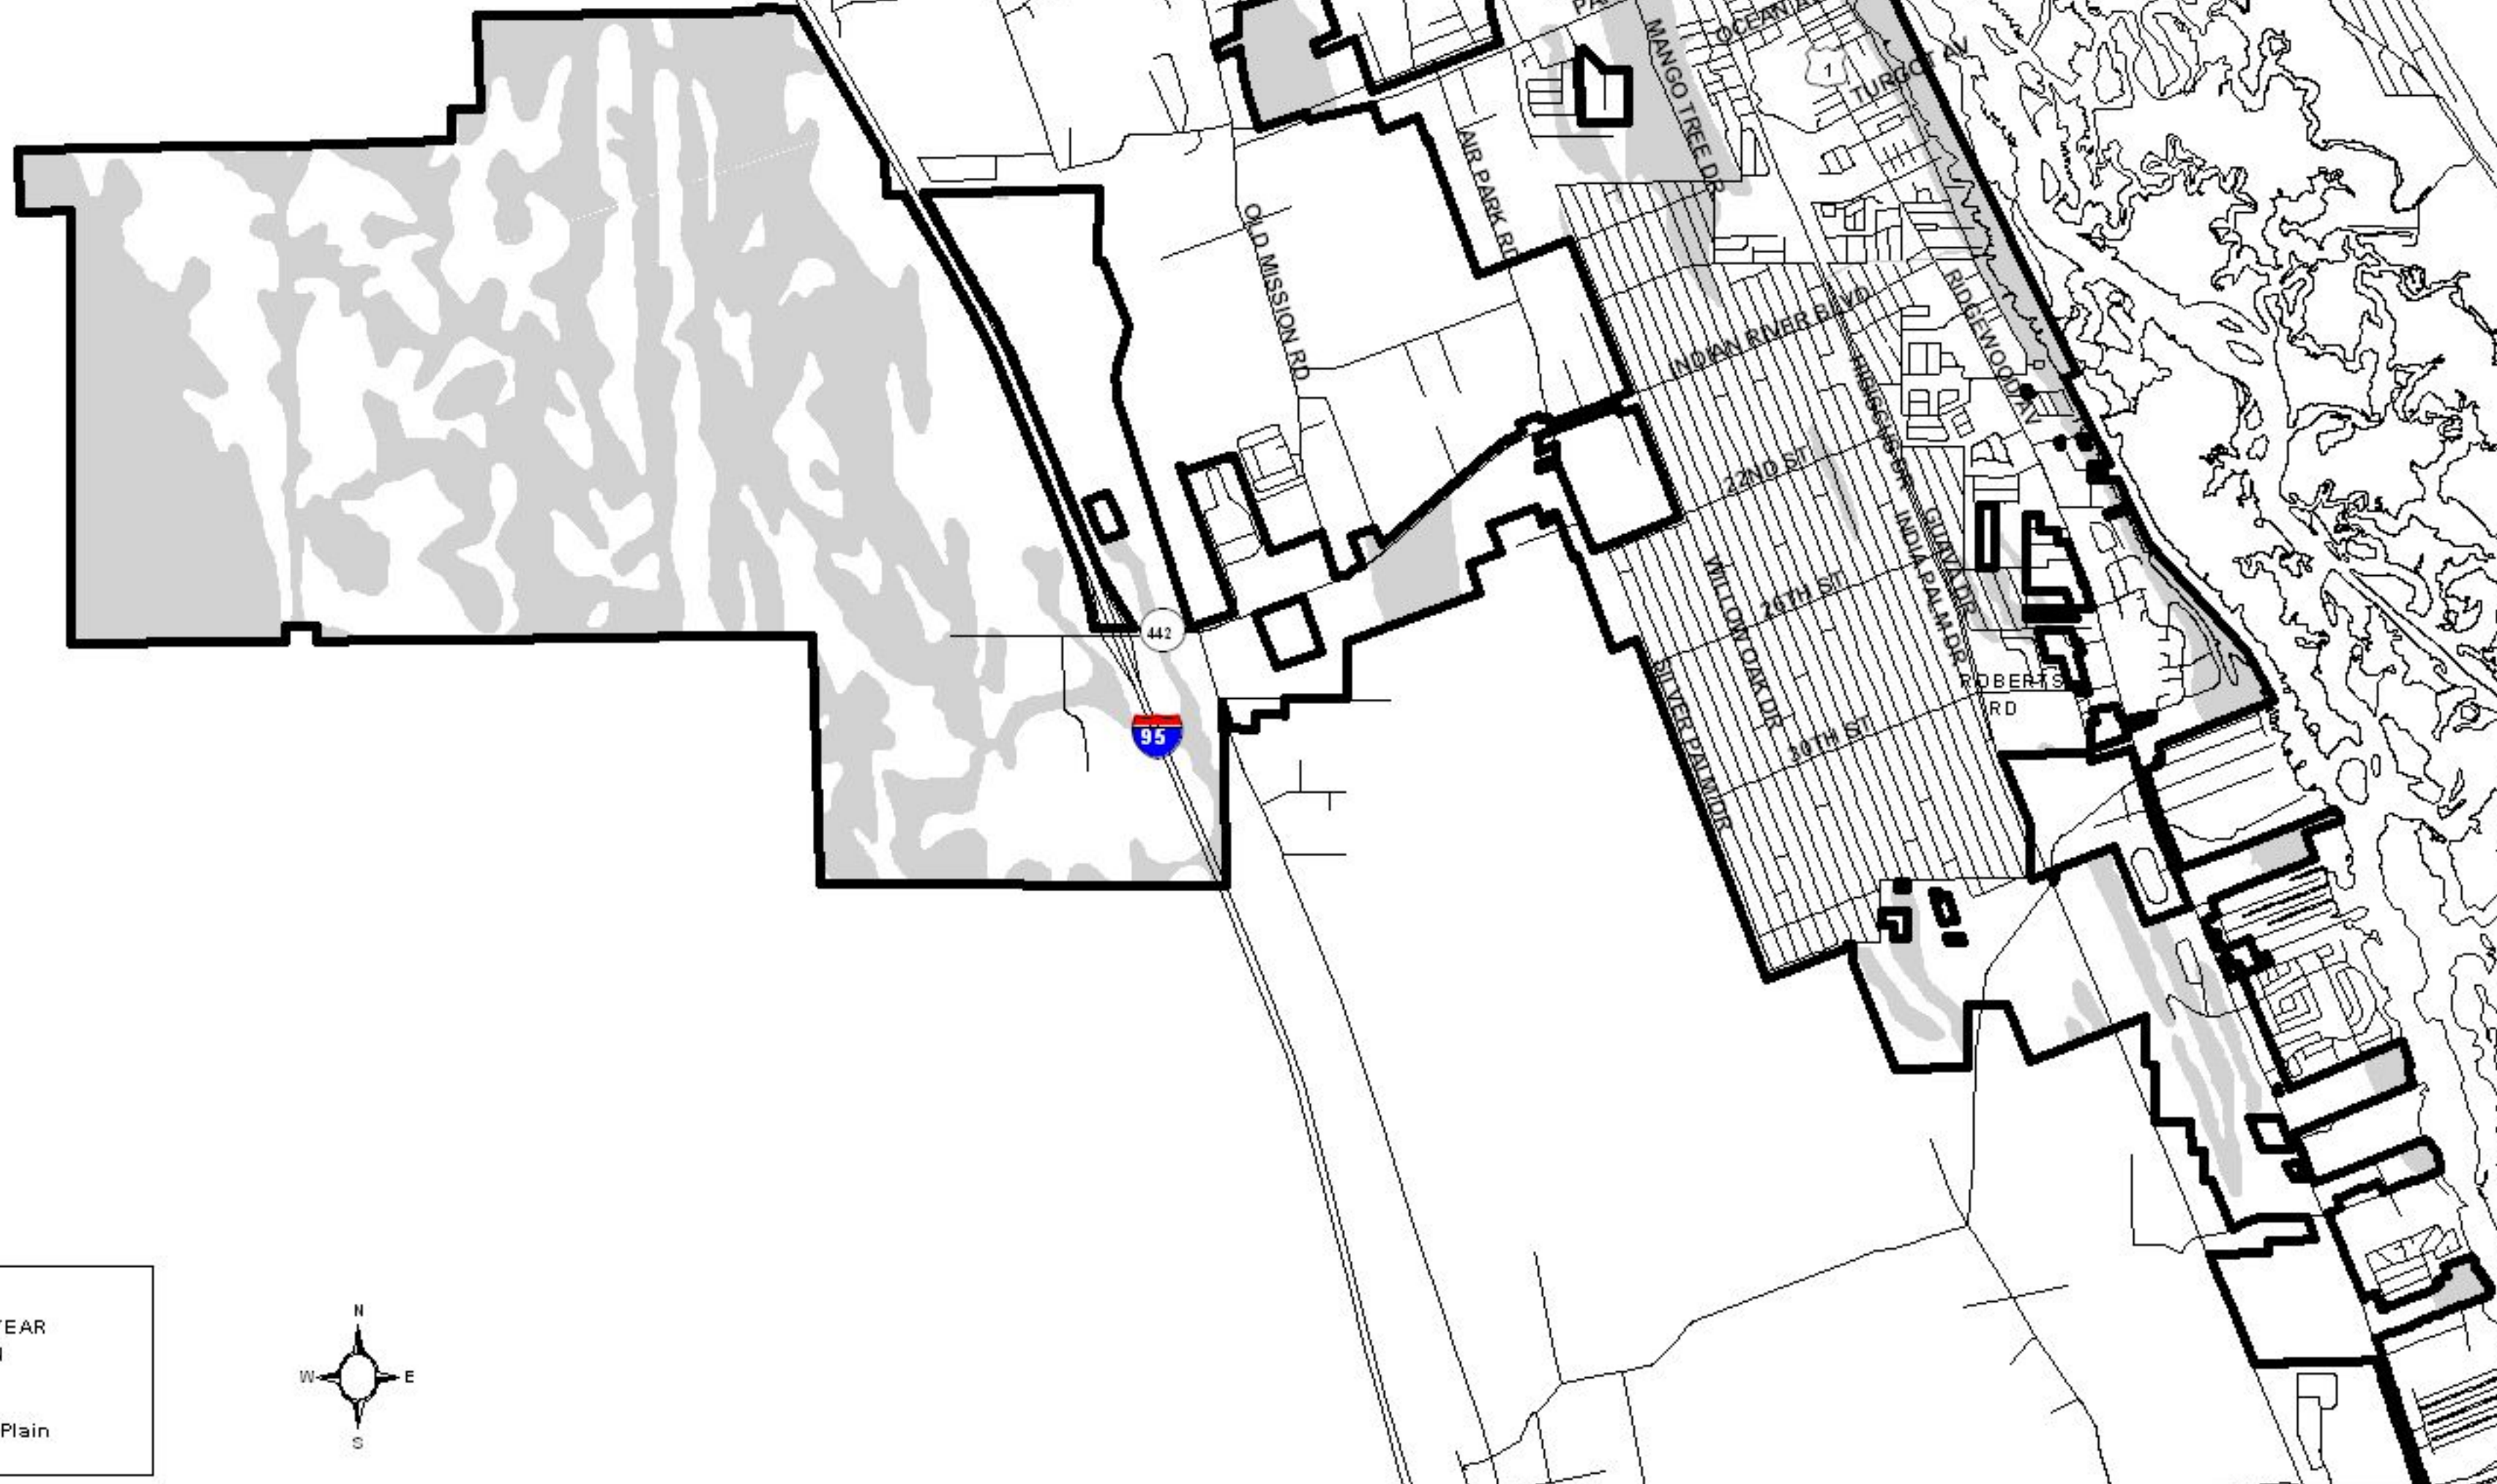 PA
OCEAN A
MANGO TREE DR
1
TURGOT AV
AIR PARK RD
OLD MISSION RD
INDIAN RIVER BLVD
RIDGEWOOD AV
HIBISCUS DR
22ND ST
GUAVA DR
INDIA PALM DR
WILLOW OAK DR
26TH ST
442
SILVER PALM DR
ROBERTS
RD
30TH ST
95
N
W E
S
EAR
Plain